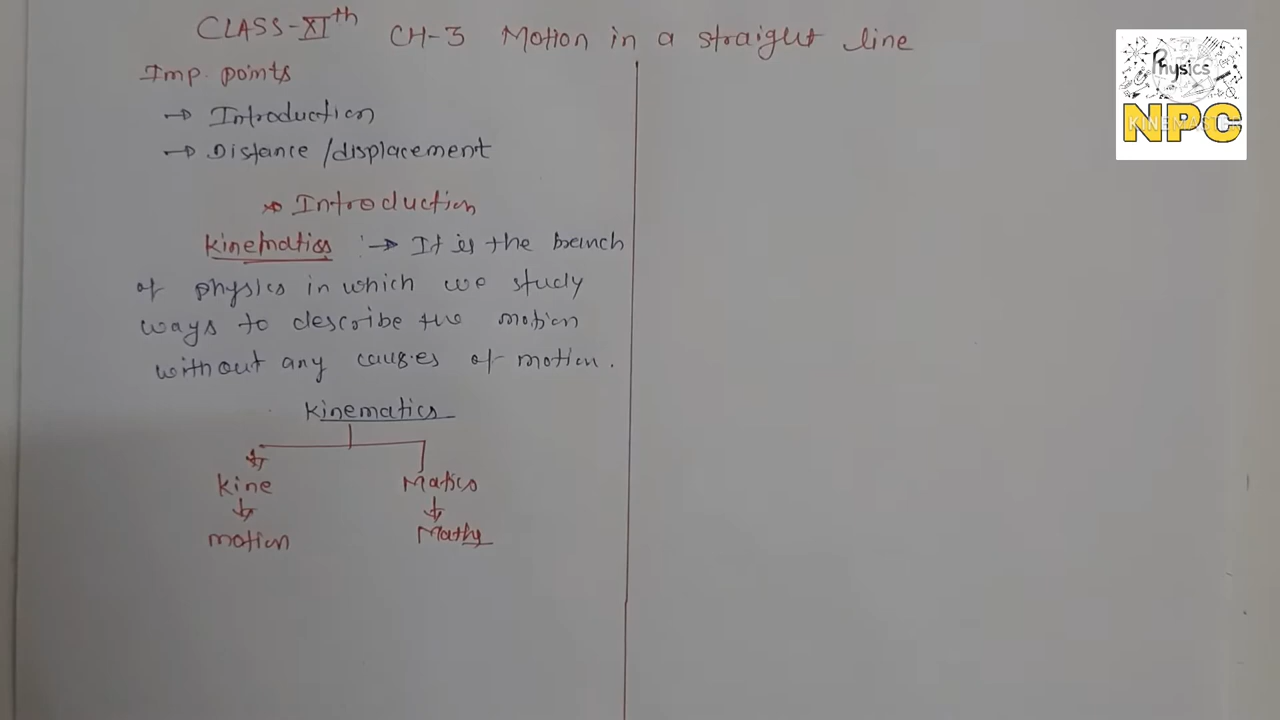 CLASS-XIth CH-3 Motion in a straight line
Imp. points
→ Introduction
→ Distance/displacement
Introduction
Kinematics :→ It is the branch
of physics in which we study
ways to describe the motion
without any causes of motion.
Kinematics
Kine Matics
motion Maths
Physics
NPC
KINEMASTER